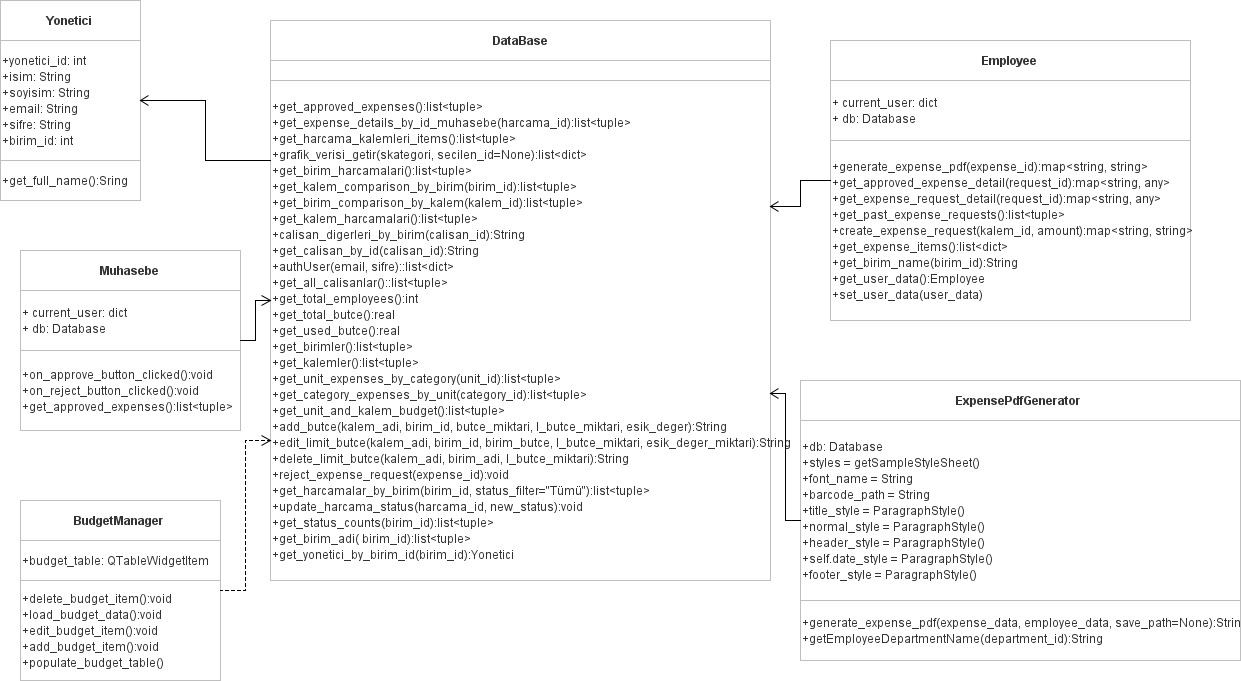 Yonetici
+yonetici_id: int
+isim: String
+soyisim: String
+email: String
+sifre: String
+birim_id: int
+get_full_name():Sring
DataBase
+get_approved_expenses():list<tuple>
+get_expense_details_by_id_muhasebe(harcama_id):list<tuple>
+get_harcama_kalemleri_items():list<tuple>
+grafik_verisi_getir(skategori, secilen_id=None):list<dict>
+get_birim_harcamalari():list<tuple>
+get_kalem_comparison_by_birim(birim_id):list<tuple>
+get_birim_comparison_by_kalem(kalem_id):list<tuple>
+get_kalem_harcamalari():list<tuple>
+calisan_digerleri_by_birim(calisan_id):String
+get_calisan_by_id(calisan_id):String
+authUser(email, sifre)::list<dict>
+get_all_calisanlar()::list<tuple>
+get_total_employees():int
+get_total_butce():real
+get_used_butce():real
+get_birimler():list<tuple>
+get_kalemler():list<tuple>
+get_unit_expenses_by_category(unit_id):list<tuple>
+get_category_expenses_by_unit(category_id):list<tuple>
+get_unit_and_kalem_budget():list<tuple>
+add_butce(kalem_adi, birim_id, butce_miktari, l_butce_miktari, esik_deger):String
+edit_limit_butce(kalem_adi, birim_id, birim_butce, l_butce_miktari, esik_deger_miktari):String
+delete_limit_butce(kalem_adi, birim_adi, l_butce_miktari):String
+reject_expense_request(expense_id):void
+get_harcamalar_by_birim(birim_id, status_filter="Tümü"):list<tuple>
+update_harcama_status(harcama_id, new_status):void
+get_status_counts(birim_id):list<tuple>
+get_birim_adi( birim_id):list<tuple>
+get_yonetici_by_birim_id(birim_id):Yonetici
Employee
+ current_user: dict
+ db: Database
+generate_expense_pdf(expense_id):map<string, string>
+get_approved_expense_detail(request_id):map<string, any>
+get_expense_request_detail(request_id):map<string, any>
+get_past_expense_requests():list<tuple>
+create_expense_request(kalem_id, amount):map<string, string>
+get_expense_items():list<dict>
+get_birim_name(birim_id):String
+get_user_data():Employee
+set_user_data(user_data)
Muhasebe
+ current_user: dict
+ db: Database
+on_approve_button_clicked():void
+on_reject_button_clicked():void
+get_approved_expenses():list<tuple>
BudgetManager
+budget_table: QTableWidgetItem
+delete_budget_item():void
+load_budget_data():void
+edit_budget_item():void
+add_budget_item():void
+populate_budget_table()
ExpensePdfGenerator
+db: Database
+styles = getSampleStyleSheet()
+font_name = String
+barcode_path = String
+title_style = ParagraphStyle()
+normal_style = ParagraphStyle()
+header_style = ParagraphStyle()
+self.date_style = ParagraphStyle()
+footer_style = ParagraphStyle()
+generate_expense_pdf(expense_data, employee_data, save_path=None):Strin
+getEmployeeDepartmentName(department_id):String